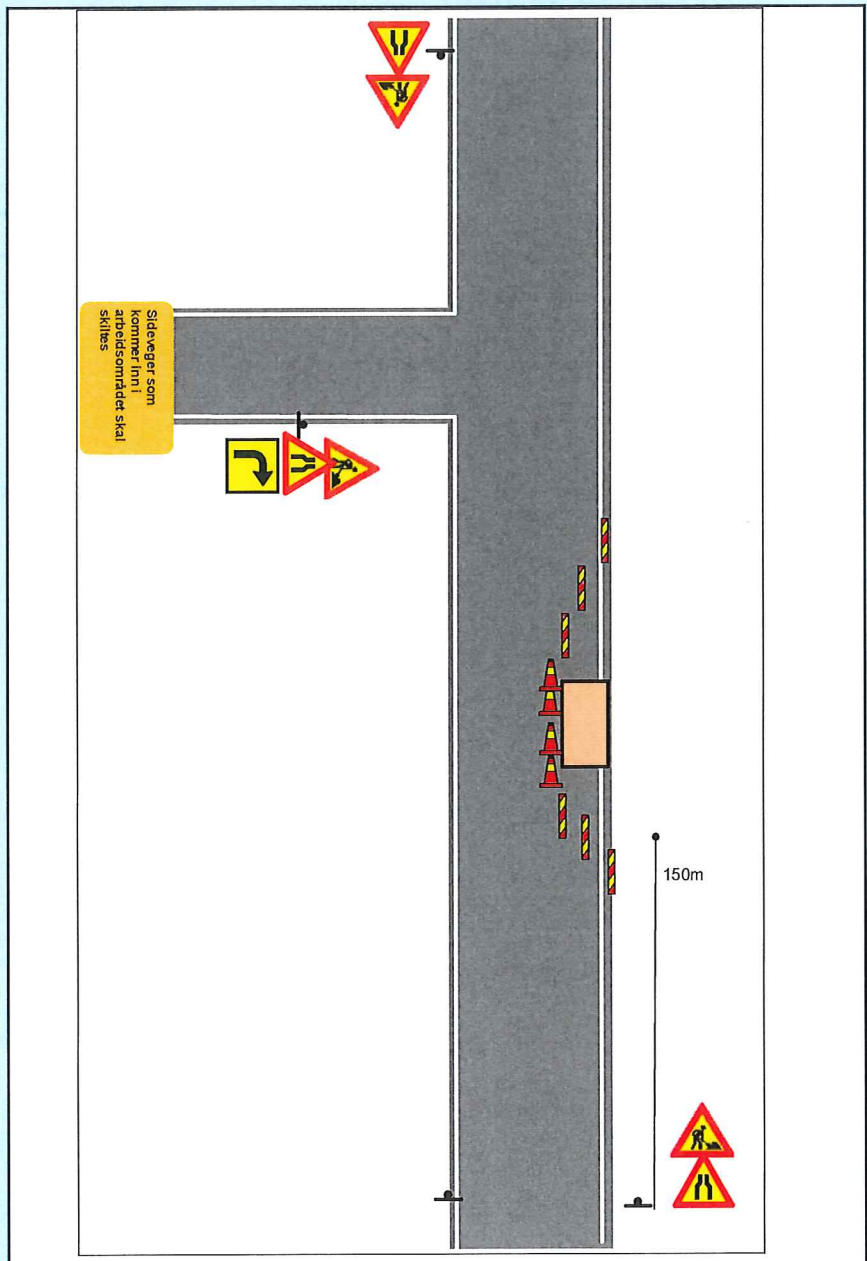 Sideveger som
kommer inn i
arbeidsområdet skal
skiltes
150m